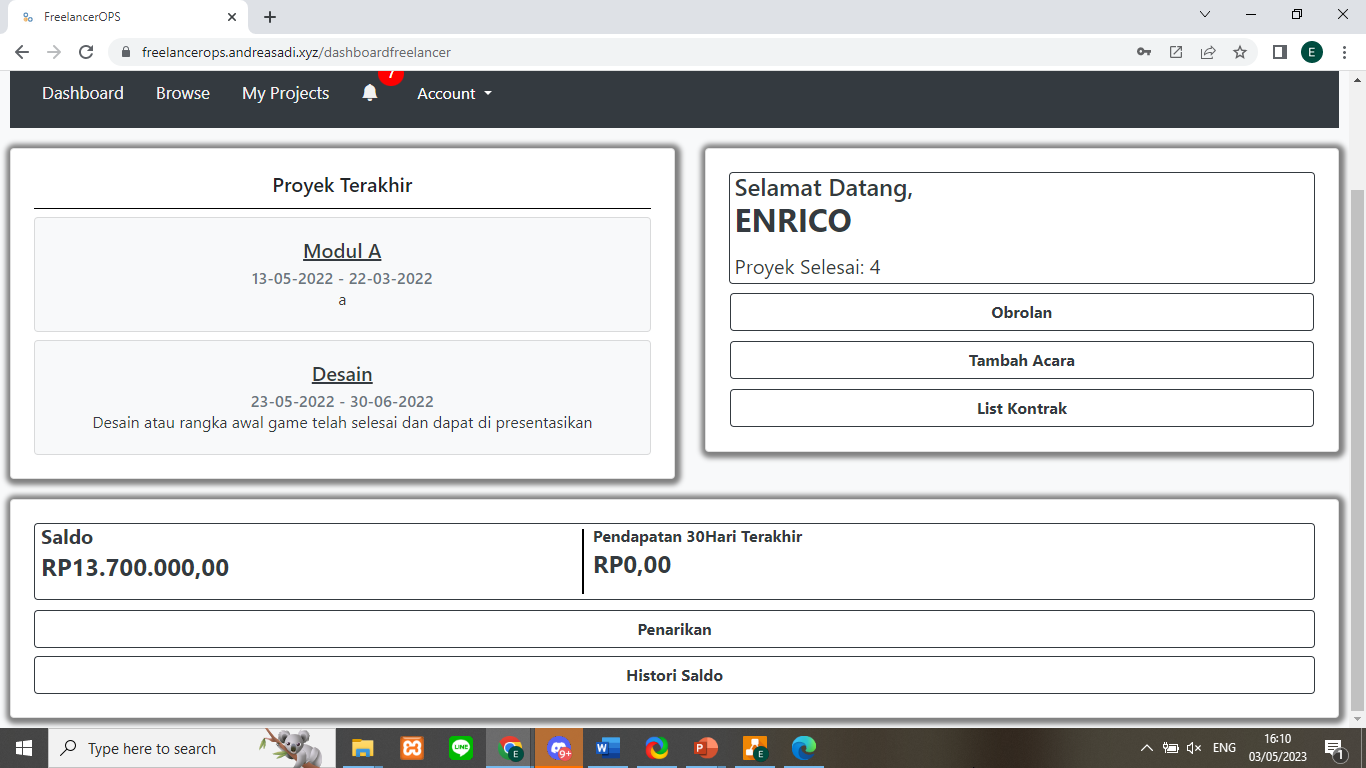 FreelancerOPS
freelancerops.andreasadi.xyz/dashboardfreelancer
E
Dashboard
Browse
My Projects
7
Account
Proyek Terakhir
Modul A
13-05-2022 - 22-03-2022
a
Desain
23-05-2022 - 30-06-2022
Desain atau rangka awal game telah selesai dan dapat di presentasikan
Selamat Datang,
ENRICO
Proyek Selesai: 4
Obrolan
Tambah Acara
List Kontrak
Saldo
RP13.700.000,00
Pendapatan 30Hari Terakhir
RP0,00
Penarikan
Histori Saldo
Type here to search
LINE
E
9+
W
P
E
ENG
16:10
03/05/2023
1